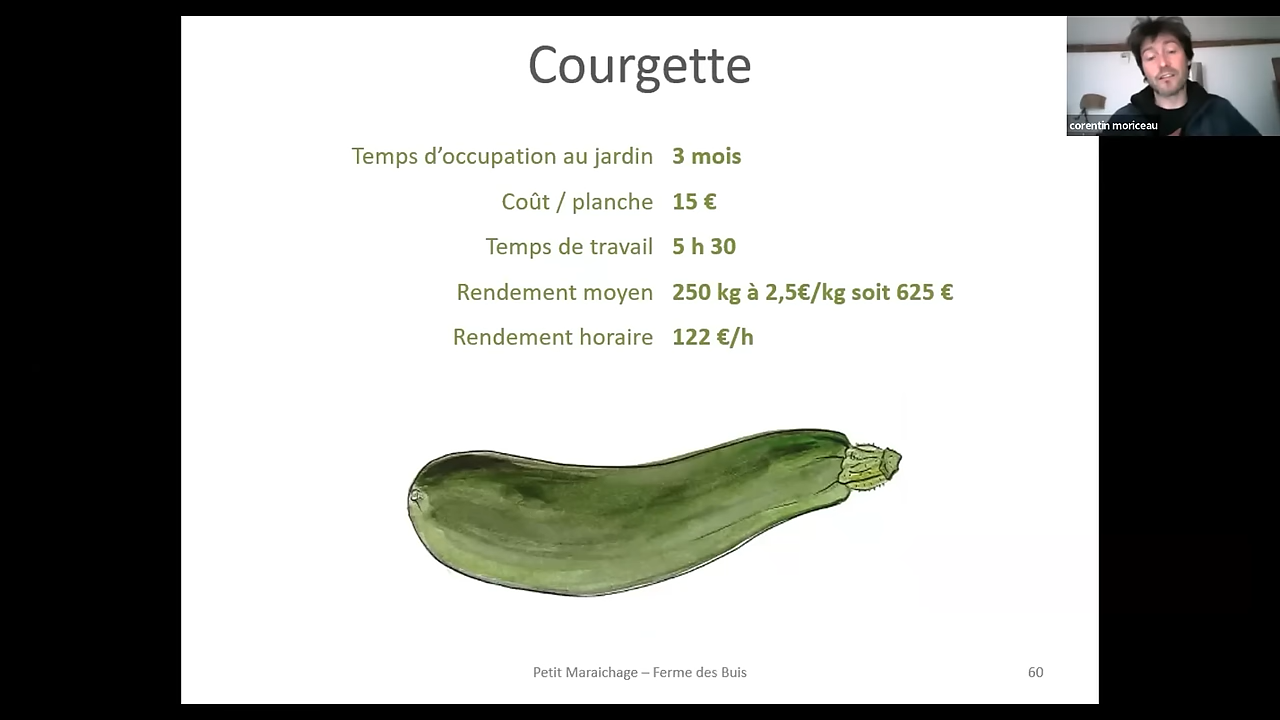 Courgette
corentin moriceau
Temps d’occupation au jardin 3 mois
Coût / planche 15 €
Temps de travail 5 h 30
Rendement moyen 250 kg à 2,5€/kg soit 625 €
Rendement horaire 122 €/h
Petit Maraichage – Ferme des Buis
60